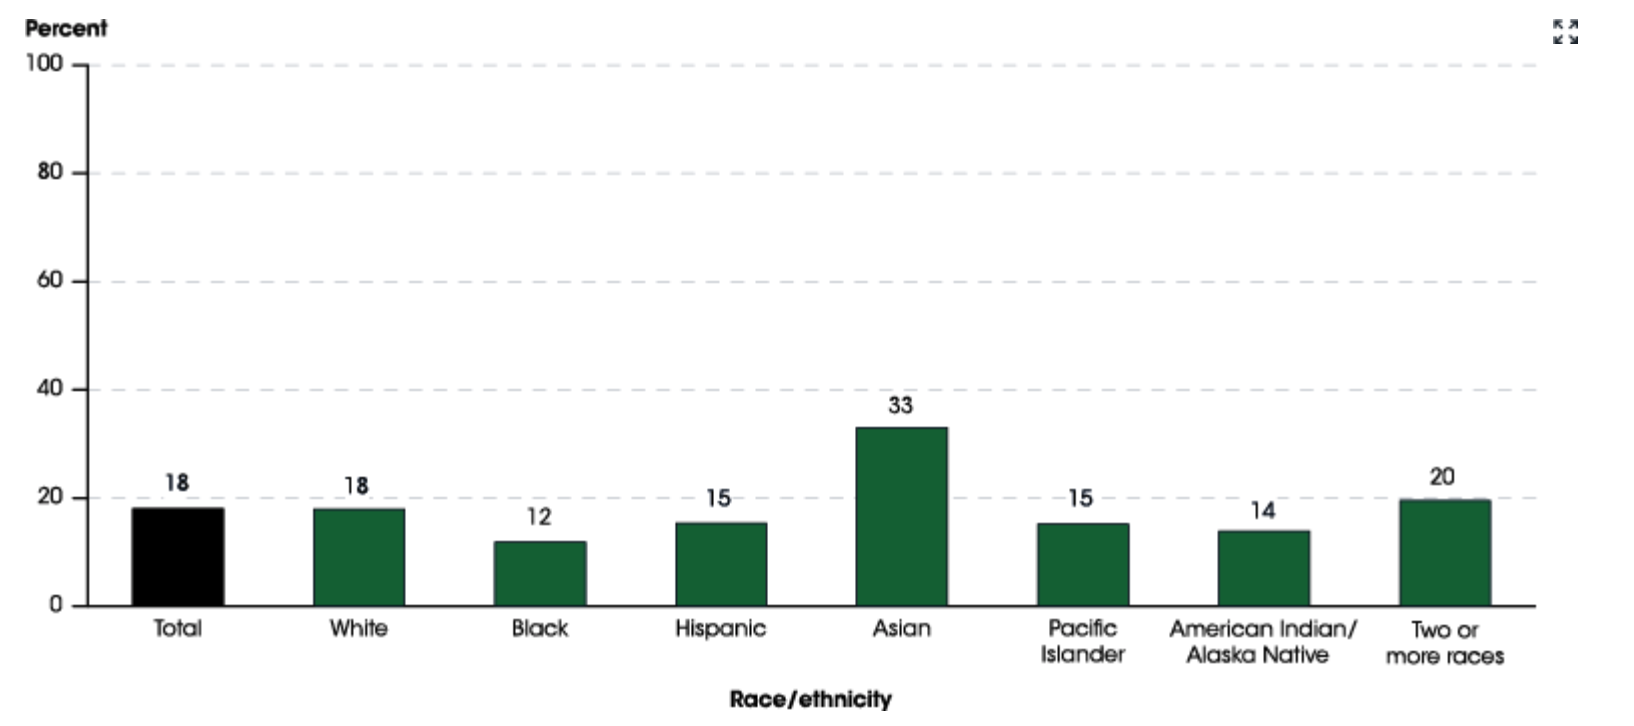 Percent
100
80
60
40
20
0
18
18
12
15
33
15
14
20
Total
White
Black
Hispanic
Asian
Pacific
Islander
American Indian/
Alaska Native
Two or
more races
Race/ethnicity